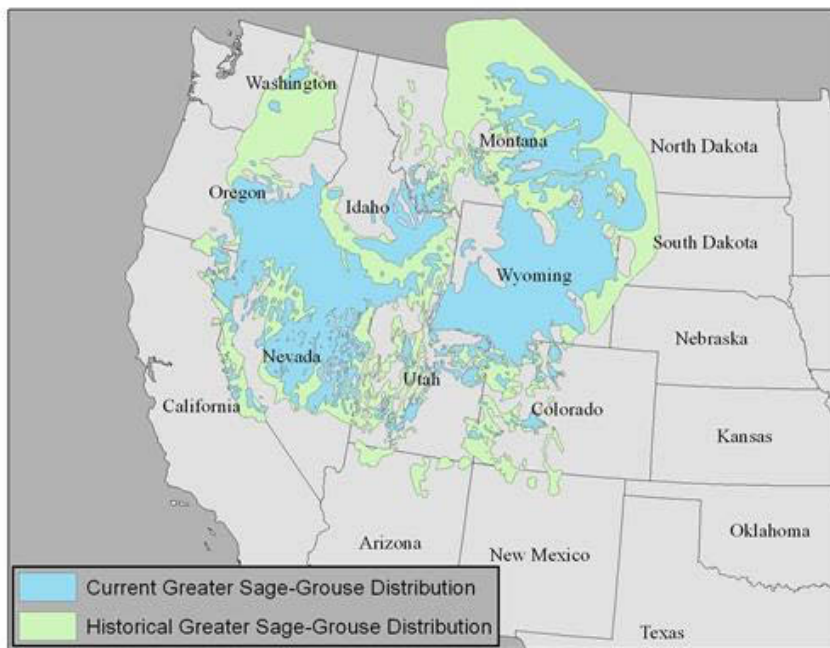 Washington
Montana
North Dakota
Oregon
Idaho
South Dakota
Wyoming
Nebraska
Nevada
Utah
California
Colorado
Kansas
Oklahoma
Arizona
New Mexico
Texas
Current Greater Sage-Grouse Distribution
Historical Greater Sage-Grouse Distribution